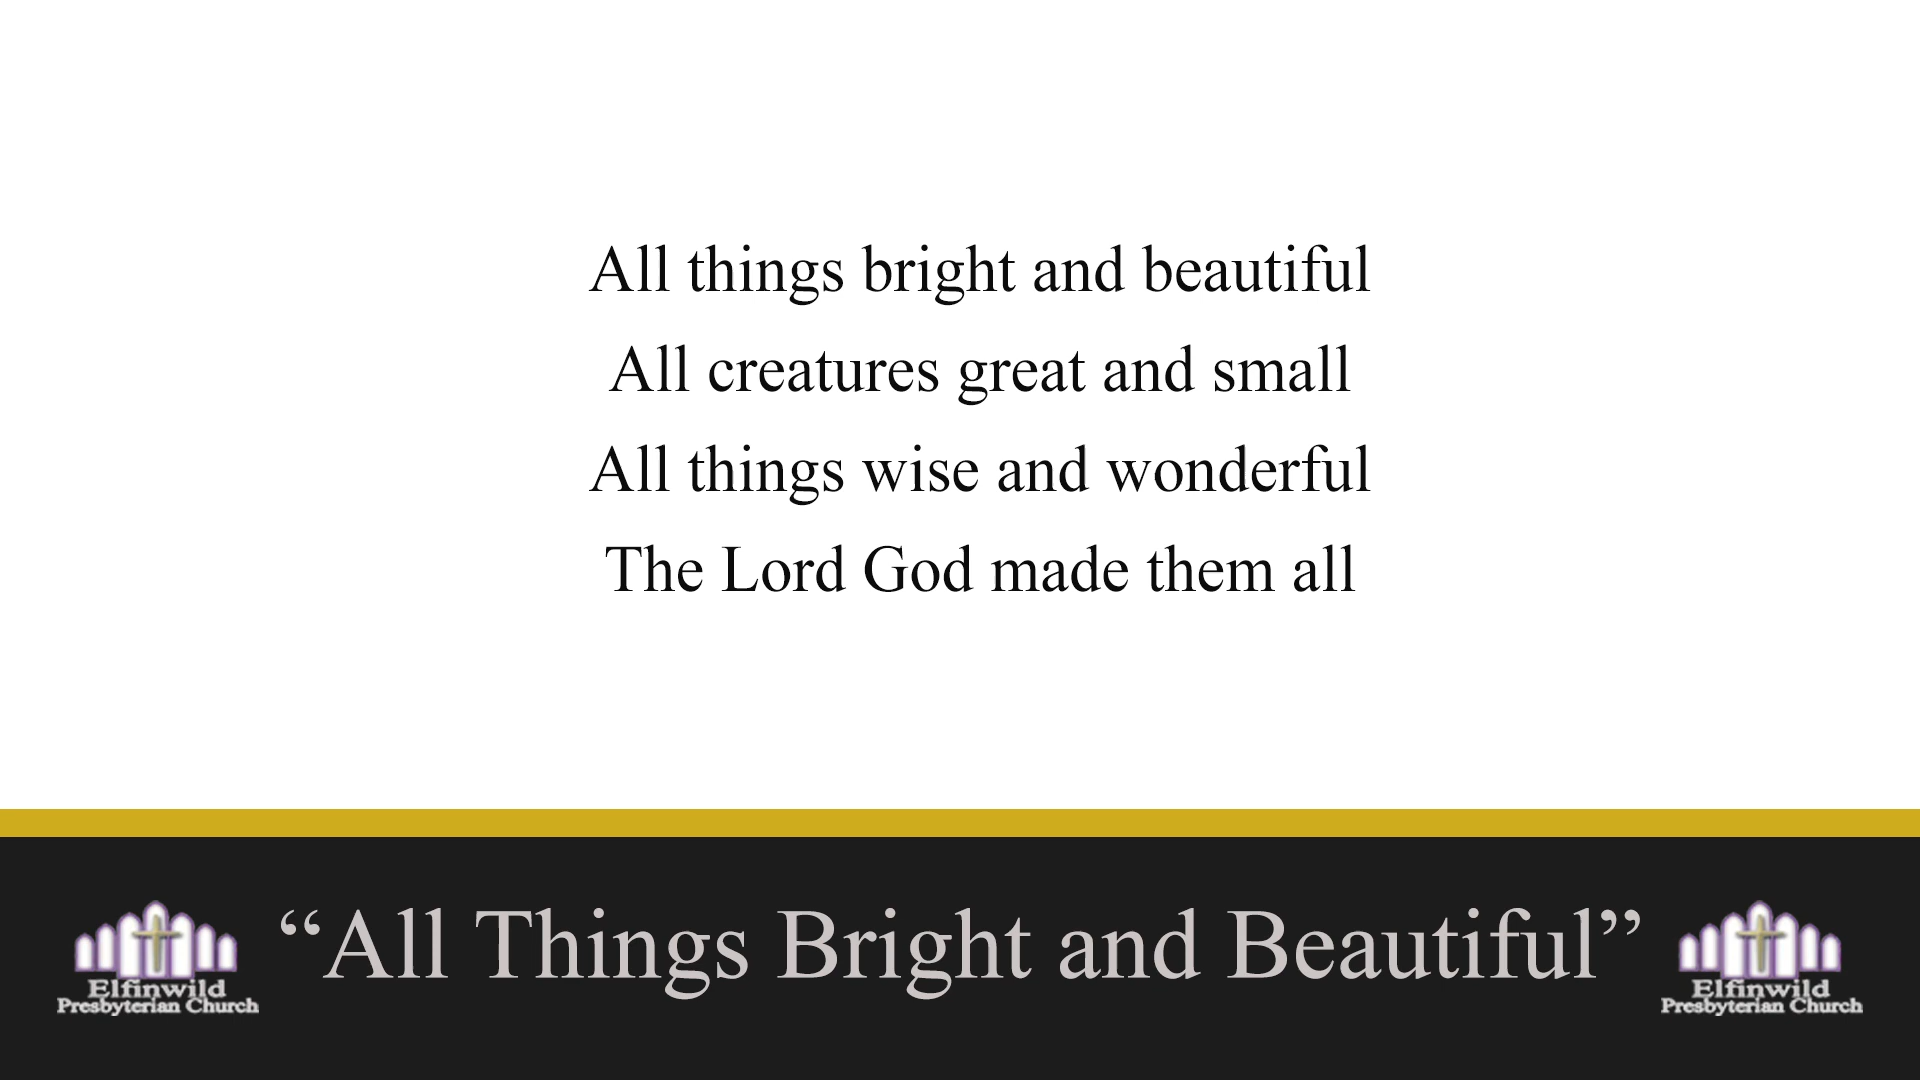 All things bright and beautiful
All creatures great and small
All things wise and wonderful
The Lord God made them all
“All Things Bright and Beautiful”
Elfinwild
Presbyterian Church
Elfinwild
Presbyterian Church